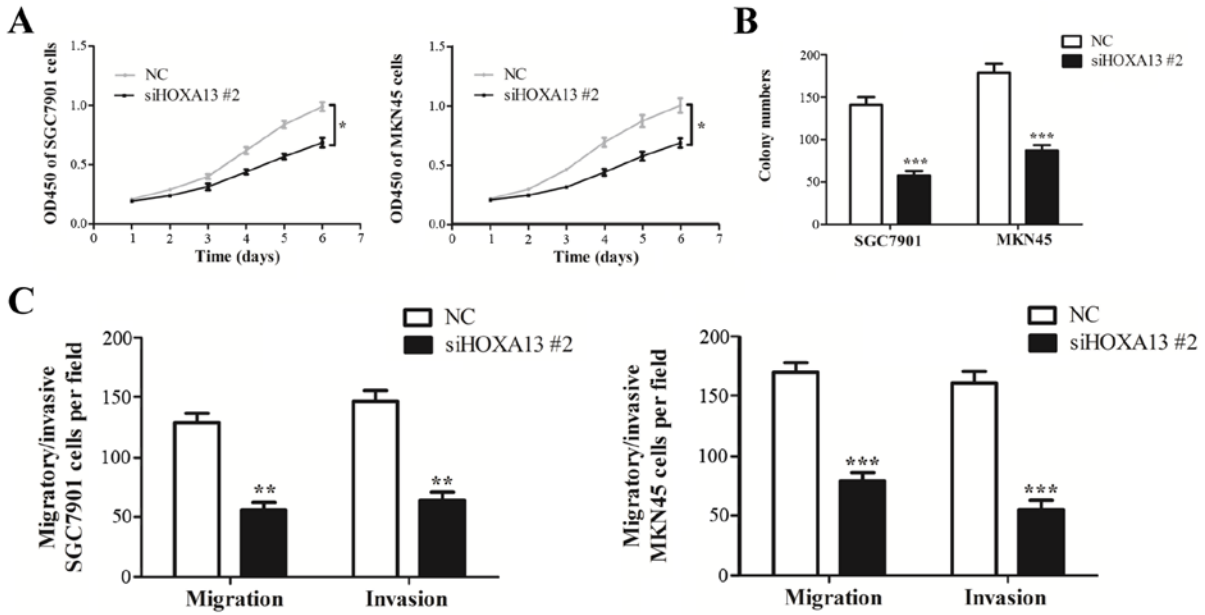 A
OD450 of SGC7901 cells
1.5
1.0
0.5
0.0
NC
siHOXA13 #2
*
0 1 2 3 4 5 6 7
Time (days)
OD450 of MKN45 cells
1.5
1.0
0.5
0.0
NC
siHOXA13 #2
*
0 1 2 3 4 5 6 7
Time (days)
B
NC
siHOXA13 #2
Colony numbers
200
150
100
50
0
***
***
SGC7901 MKN45
C
NC
siHOXA13 #2
Migratory/invasive
SGC7901 cells per field
200
150
100
50
0
**
**
Migration Invasion
NC
siHOXA13 #2
Migratory/invasive
MKN45 cells per field
200
150
100
50
0
***
***
Migration Invasion